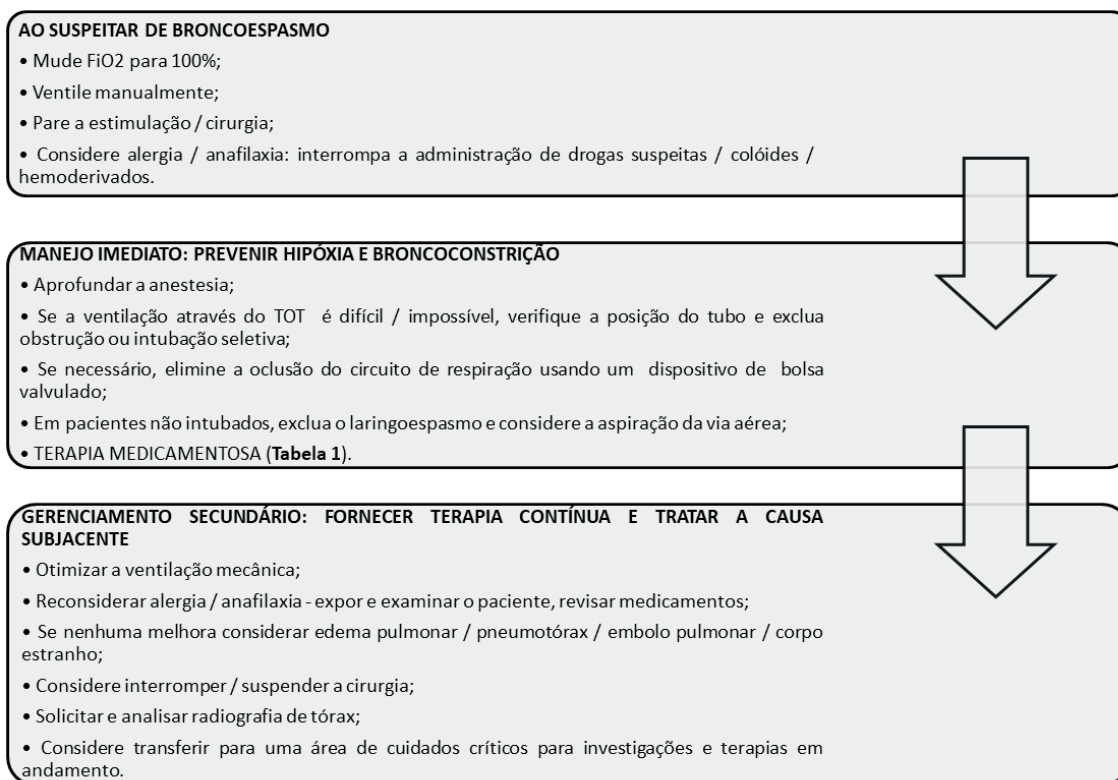 AO SUSPEITAR DE BRONCOESPASMO
• Mude FiO2 para 100%;
• Ventile manualmente;
• Pare a estimulação / cirurgia;
• Considere alergia / anafilaxia: interrompa a administração de drogas suspeitas / colóides /
hemoderivados.
MANEJO IMEDIATO: PREVENIR HIPÓXIA E BRONCOCONSTRIÇÃO
• Aprofundar a anestesia;
• Se a ventilação através do TOT é difícil / impossível, verifique a posição do tubo e exclua
obstrução ou intubação seletiva;
• Se necessário, elimine a oclusão do circuito de respiração usando um dispositivo de bolsa
valvulado;
• Em pacientes não intubados, exclua o laringoespasmo e considere a aspiração da via aérea;
• TERAPIA MEDICAMENTOSA (Tabela 1).
GERENCIAMENTO SECUNDÁRIO: FORNECER TERAPIA CONTÍNUA E TRATAR A CAUSA
SUBJACENTE
• Otimizar a ventilação mecânica;
• Reconsiderar alergia / anafilaxia - expor e examinar o paciente, revisar medicamentos;
• Se nenhuma melhora considerar edema pulmonar / pneumotórax / embolo pulmonar / corpo
estranho;
• Considere interromper / suspender a cirurgia;
• Solicitar e analisar radiografia de tórax;
• Considere transferir para uma área de cuidados críticos para investigações e terapias em
andamento.